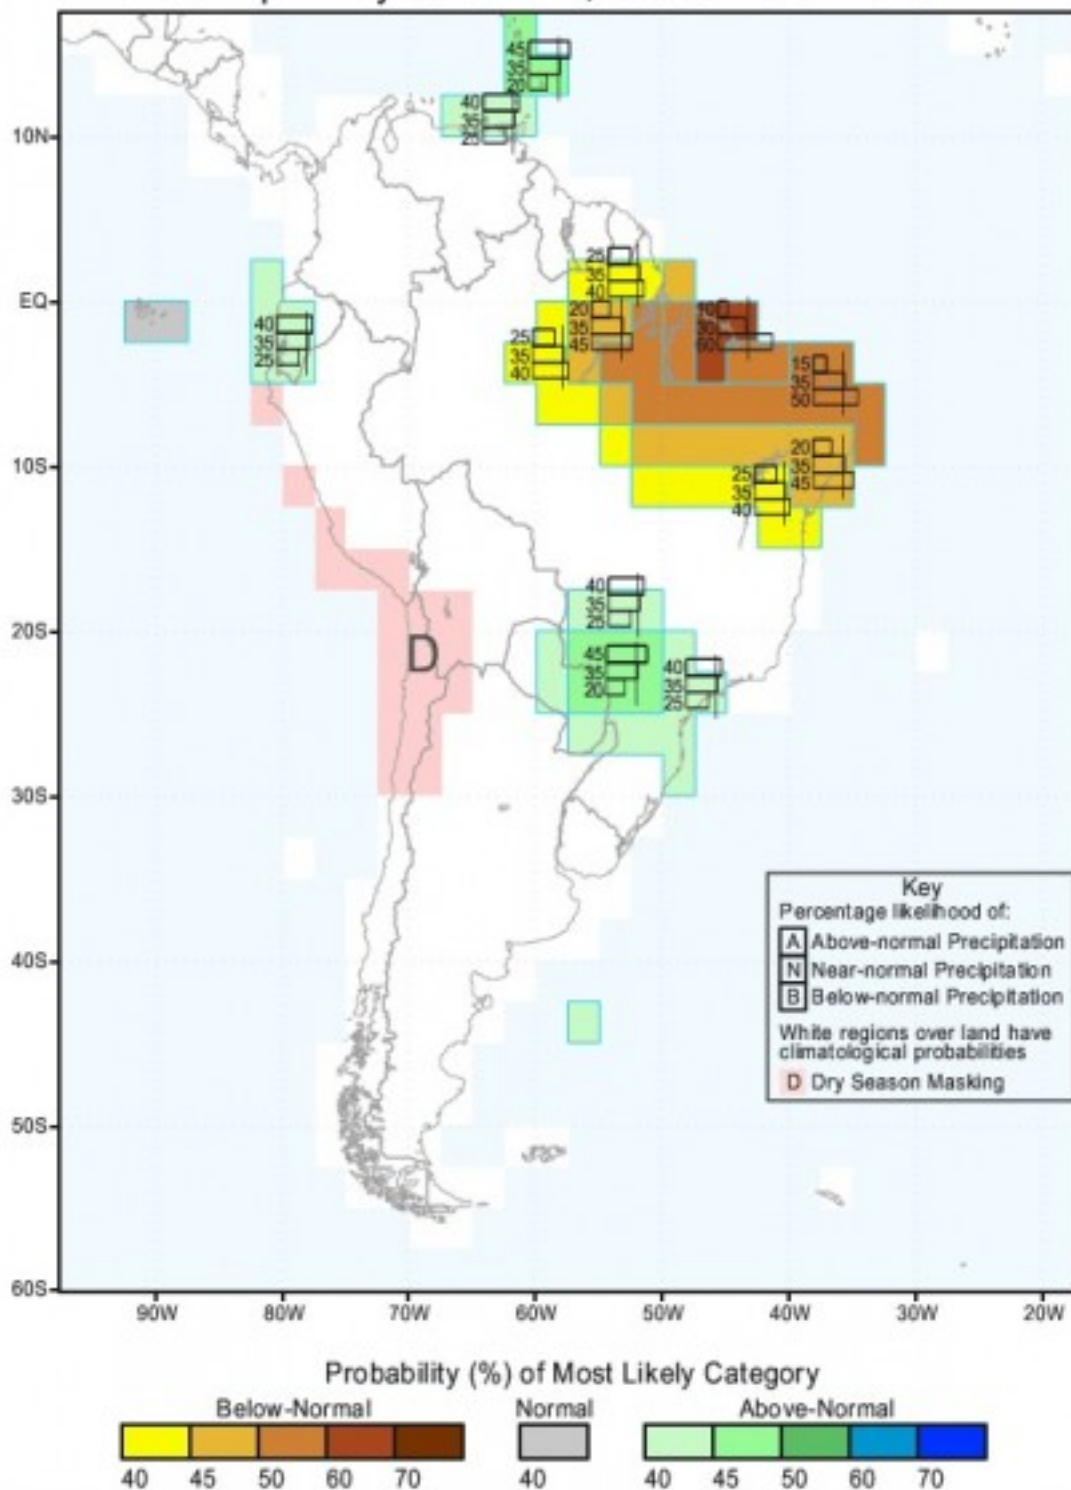 45
40
25
10N
25
35
40
EQ
20
35
45
10
30
60
40
35
25
25
35
40
15
35
50
10S
20
35
45
25
35
40
40
35
25
20S
D
45
35
20
40
35
25
30S
Key
Percentage likelihood of:
A Above-normal Precipitation
N Near-normal Precipitation
B Below-normal Precipitation
White regions over land have
climatological probabilities
D Dry Season Masking
40S
50S
60S
90W 80W 70W 60W 50W 40W 30W 20W
Probability (%) of Most Likely Category
Below-Normal Normal Above-Normal
40 45 50 60 70 40 40 45 50 60 70